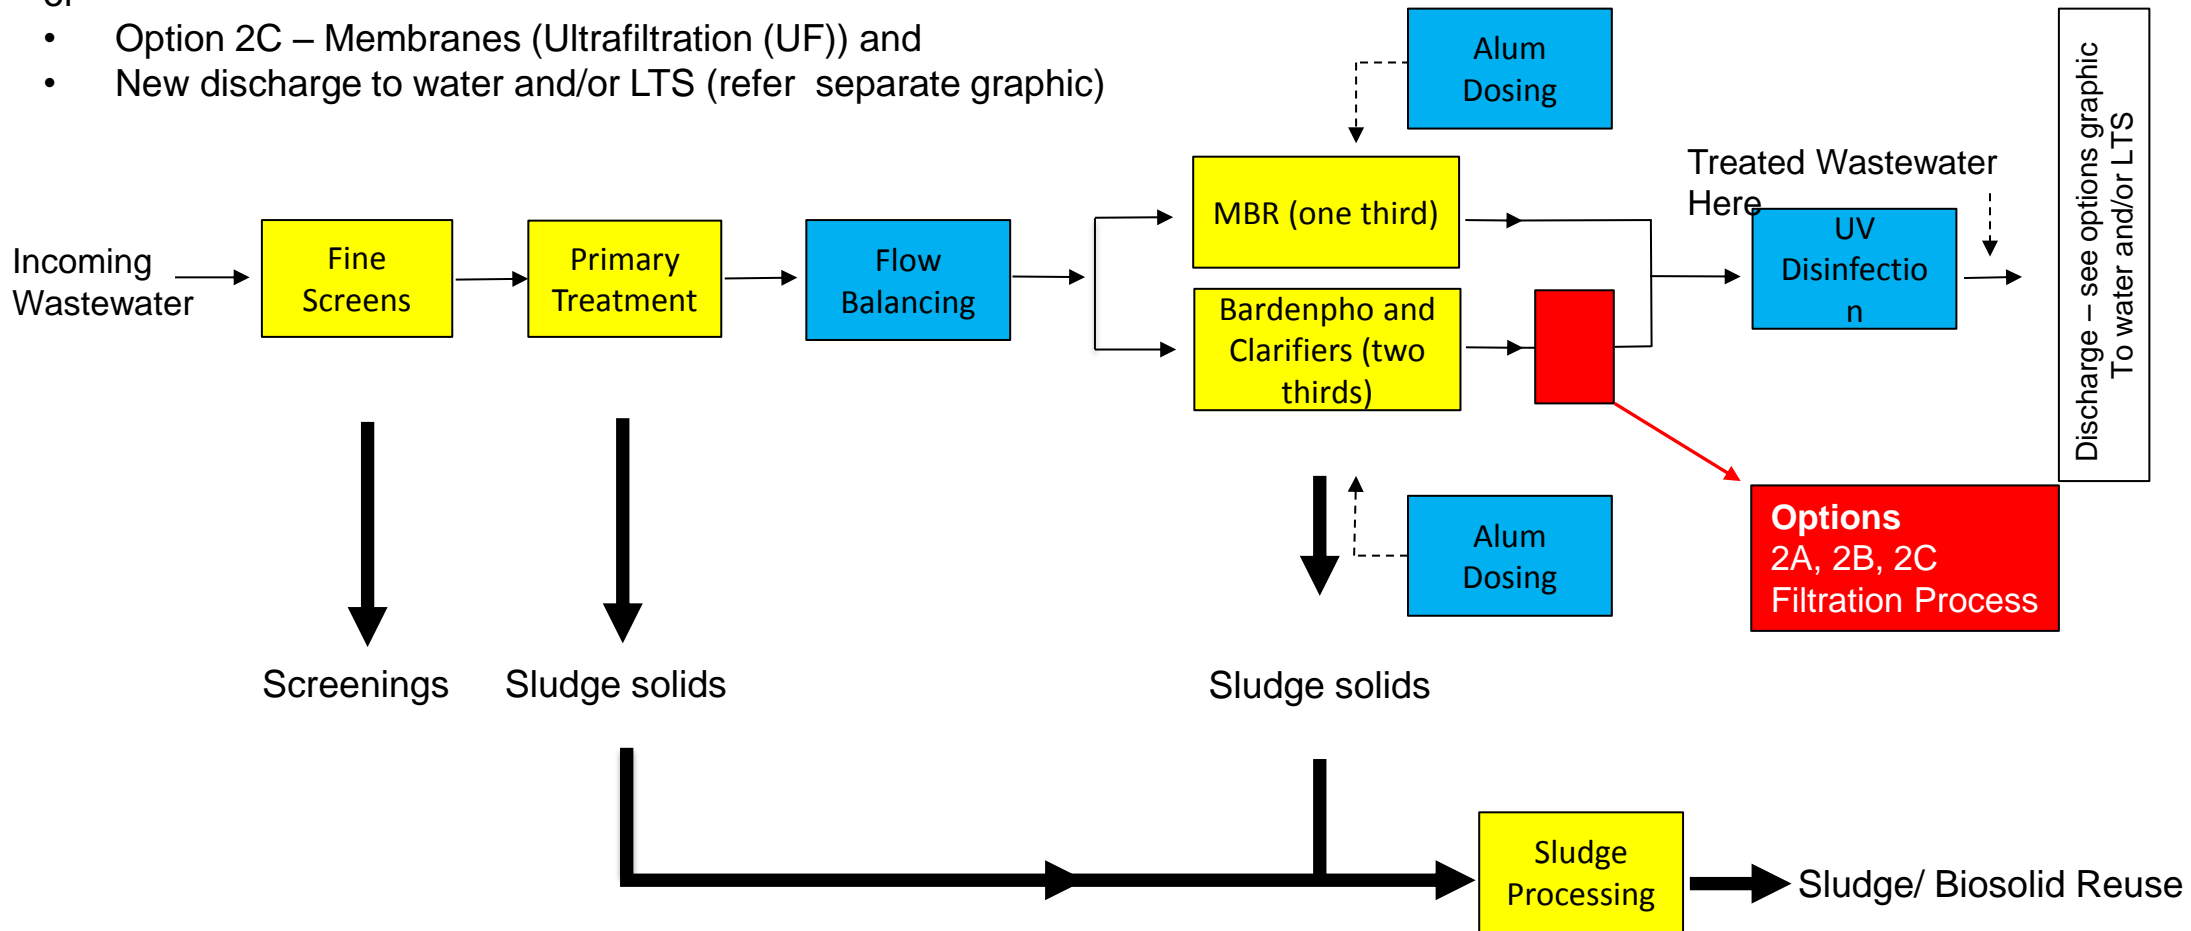 or
• Option 2C – Membranes (Ultrafiltration (UF)) and
• New discharge to water and/or LTS (refer separate graphic)
Alum
Dosing
Discharge – see options graphic
To water and/or LTS
Treated Wastewater
Here
MBR (one third)
Incoming
Wastewater
Fine
Screens
Primary
Treatment
Flow
Balancing
UV
Disinfectio
n
Bardenpho and
Clarifiers (two
thirds)
Options
2A, 2B, 2C
Filtration Process
Alum
Dosing
Screenings
Sludge solids
Sludge solids
Sludge
Processing
Sludge/ Biosolid Reuse